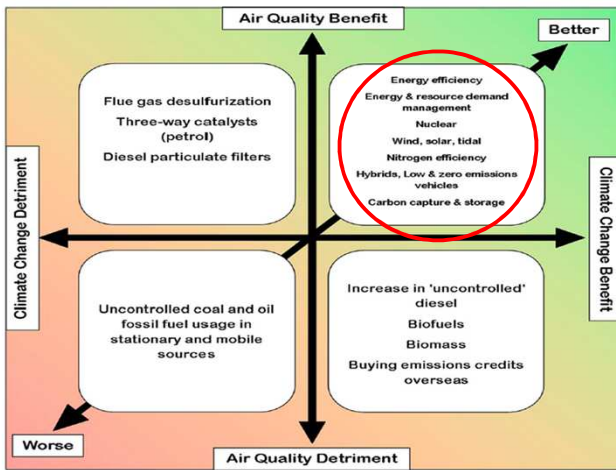 Air Quality Benefit
Better
Flue gas desulfurization
Three-way catalysts
(petrol)
Diesel particulate filters
Energy efficiency
Energy & resource demand
management
Nuclear
Wind, solar, tidal
Nitrogen efficiency
Hybrids, Low & zero emissions
vehicles
Carbon capture & storage
Climate Change Detriment
Climate Change Benefit
Uncontrolled coal and oil
fossil fuel usage in
stationary and mobile
sources
Increase in 'uncontrolled'
diesel
Biofuels
Biomass
Buying emissions credits
overseas
Worse
Air Quality Detriment